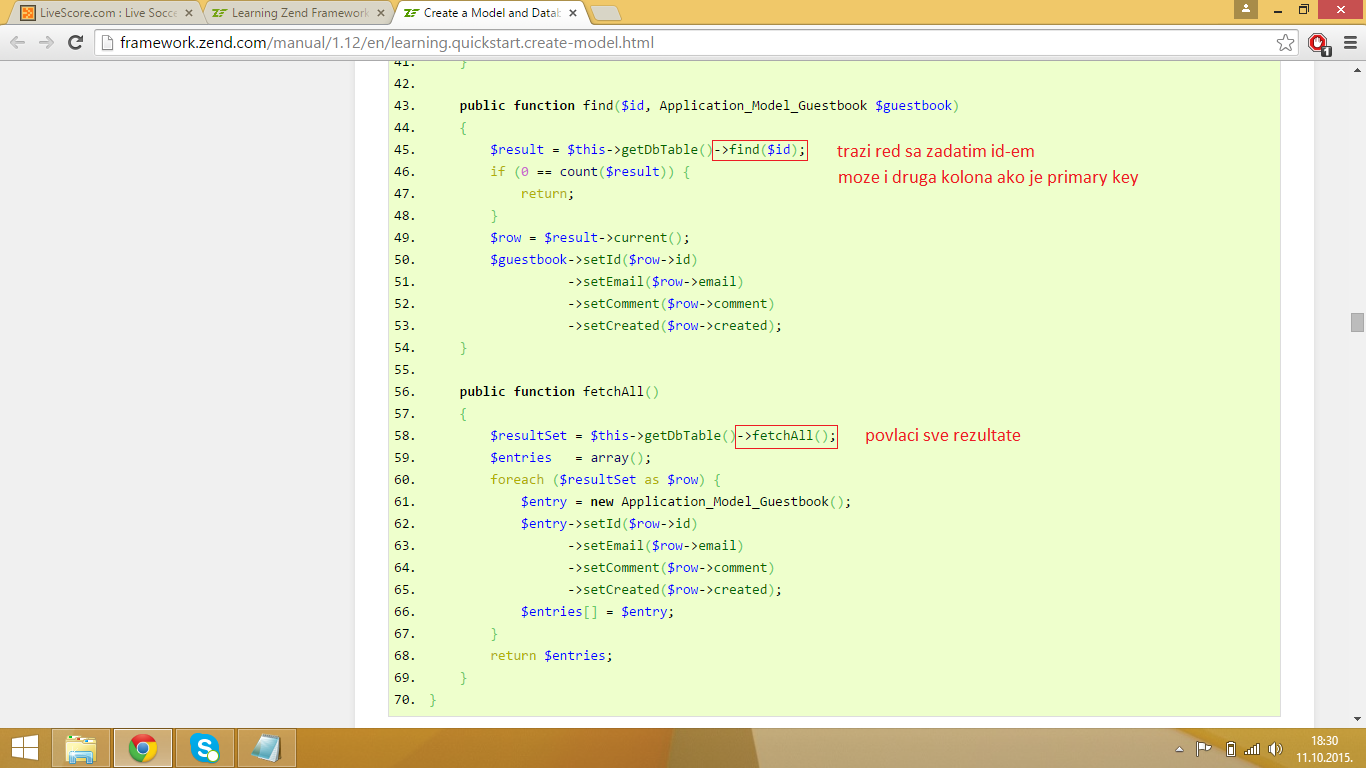 LiveScore.com : Live Socce
Learning Zend Framework
Create a Model and Datab
framework.zend.com/manual/1.12/en/learning.quickstart.create-model.html
1
41.     }
42.
43.     public function find($id, Application_Model_Guestbook $guestbook)
44.     {
45.         $result = $this->getDbTable()->find($id); trazi red sa zadatim id-em
46.         if (0 == count($result)) { moze i druga kolona ako je primary key
47.             return;
48.         }
49.         $row = $result->current();
50.         $guestbook->setId($row->id)
51.                   ->setEmail($row->email)
52.                   ->setComment($row->comment)
53.                   ->setCreated($row->created);
54.     }
55.
56.     public function fetchAll()
57.     {
58.         $resultSet = $this->getDbTable()->fetchAll(); povlaci sve rezultate
59.         $entries   = array();
60.         foreach ($resultSet as $row) {
61.             $entry = new Application_Model_Guestbook();
62.             $entry->setId($row->id)
63.                   ->setEmail($row->email)
64.                   ->setComment($row->comment)
65.                   ->setCreated($row->created);
66.             $entries[] = $entry;
67.         }
68.         return $entries;
69.     }
70. }
18:30
11.10.2015.